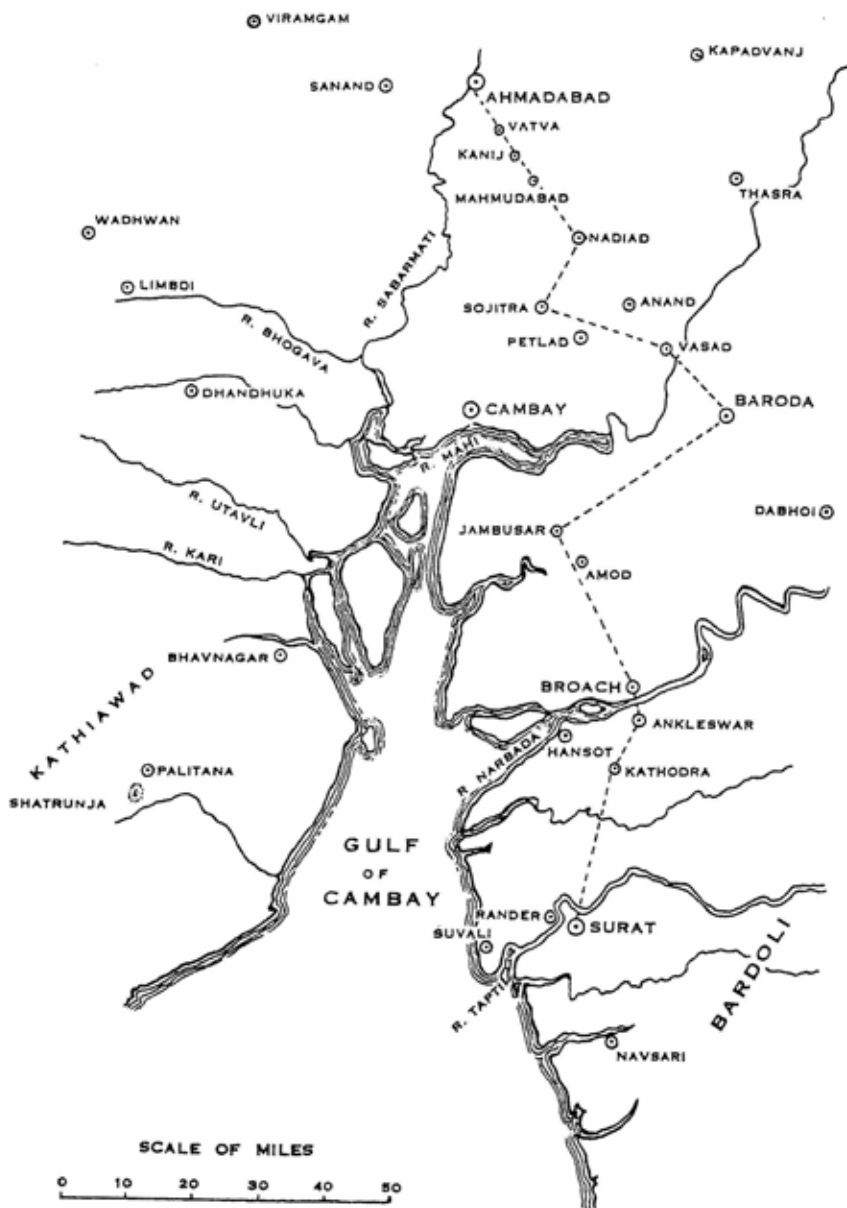 VIRAMGAM
KAPADVANJ
SANAND
AHMADABAD
VATVA
KANIJ
MAHMUDABAD
THASRA
WADHWAN
NADIAD
R. SABARMATI
LIMBDI
SOJITRA
ANAND
R. BHOGAVA
PETLAD
VASAD
DHANDHUKA
CAMBAY
BARODA
R. MAHI
R. UTAVLI
JAMBUSAR
DABHOI
R. KARI
AMOD
BHAVNAGAR
BROACH
KATHIAWAD
ANKLESWAR
HANSOT
R. NARBADA
PALITANA
KATHODRA
SHATRUNJA
GULF
OF
CAMBAY
RANDER
SURAT
SUVALI
BARDOLI
R. TAPTI
NAVSARI
SCALE OF MILES
0 10 20 30 40 50